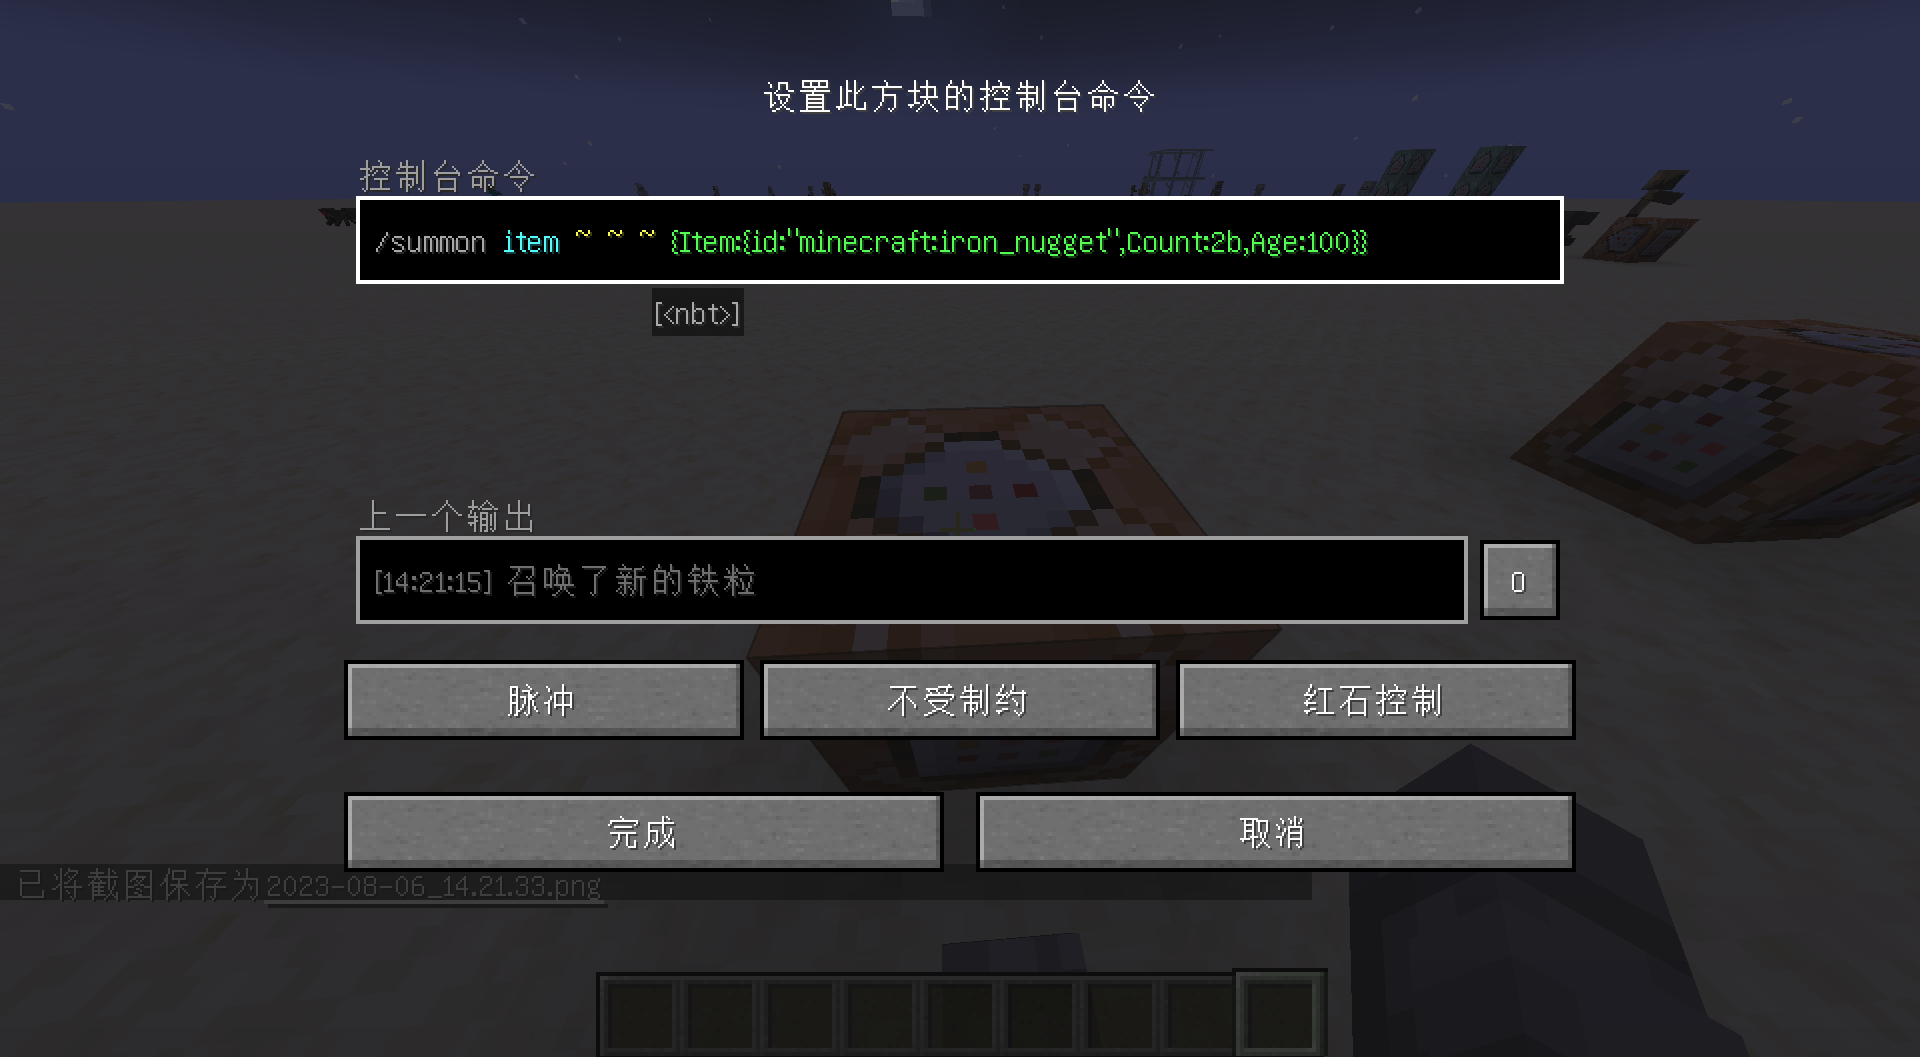 设置此方块的控制台命令
控制台命令
/summon item ~ ~ ~ {Item:{id:"minecraft:iron_nugget",Count:2b,Age:100}}
[<nbt>]
上一个输出
[14:21:15] 召唤了新的铁粒
O
脉冲 不受制约 红石控制
完成 取消
已将截图保存为2023-08-06_14.21.33.png